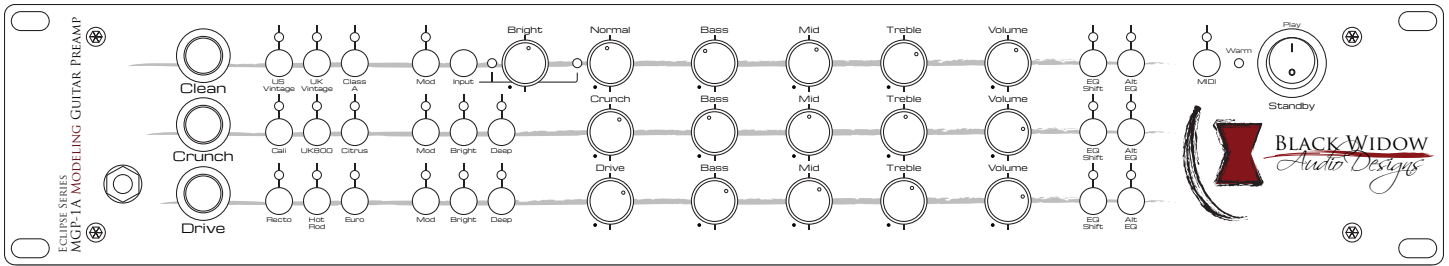 ECLIPSE SERIES
MGP-1A MODELING GUITAR PREAMP
Clean
US Vintage
UK Vintage
Class A
Mod
Input
Bright
Normal
Bass
Mid
Treble
Volume
EQ Shift
Alt EQ
MIDI
Warm
Play
Standby
Crunch
Cali
UK800
Citrus
Mod
Bright
Deep
Crunch
Bass
Mid
Treble
Volume
EQ Shift
Alt EQ
Drive
Recto
Hot Rod
Euro
Mod
Bright
Deep
Drive
Bass
Mid
Treble
Volume
EQ Shift
Alt EQ
BLACK WIDOW
Audio Designs